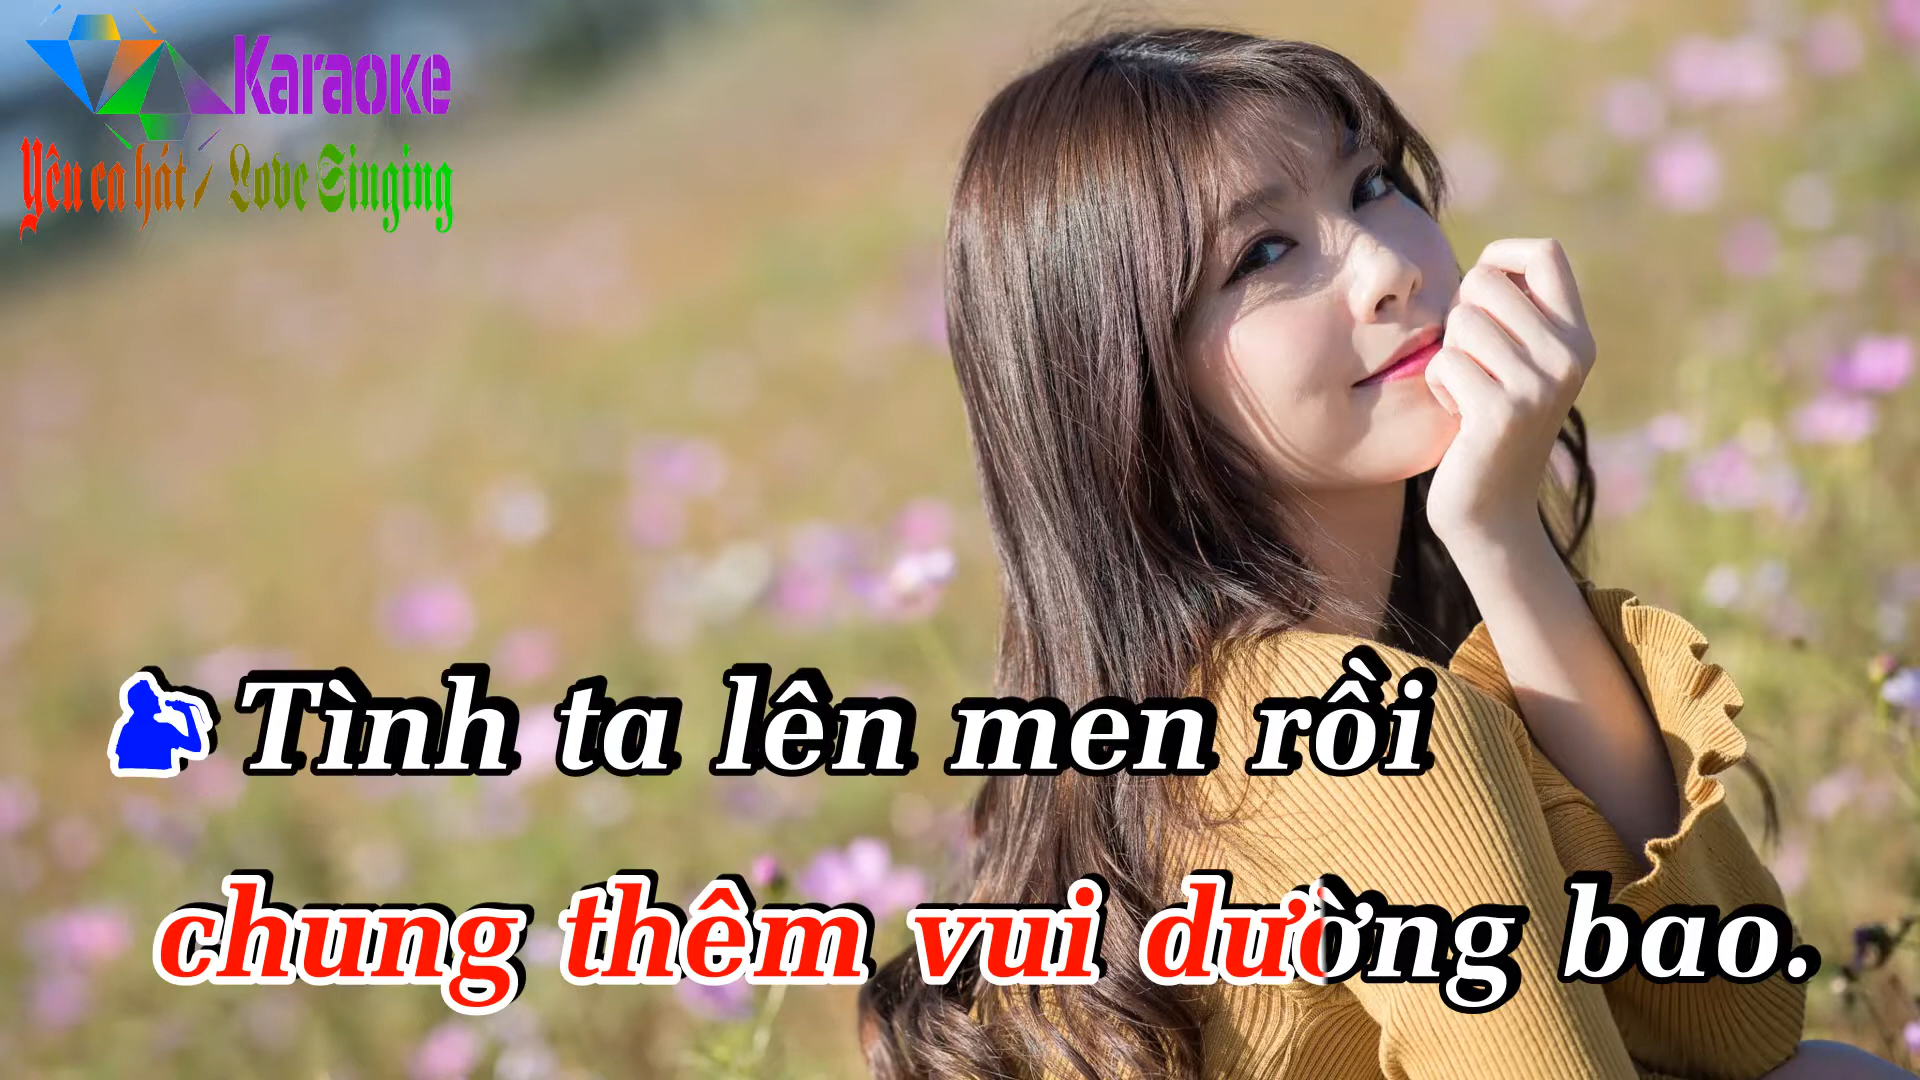 Karaoke
Yêu ca hát / Love Singing
Tình ta lên men rồi
chung thêm vui dường bao.